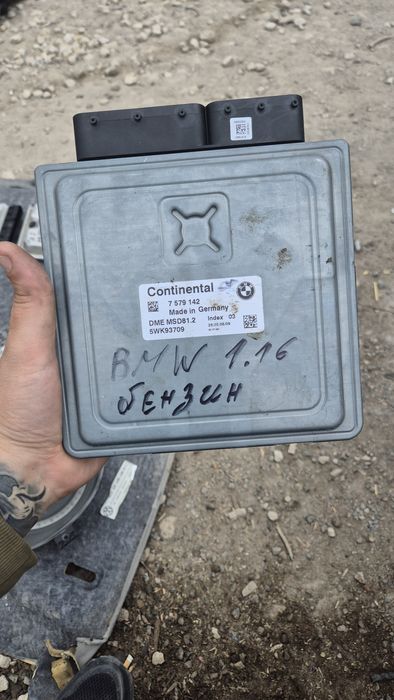 Continental
7 579 142
Made in Germany
DME MSD81.2 Index 03
5WK93709
BMW 1.16
бензин